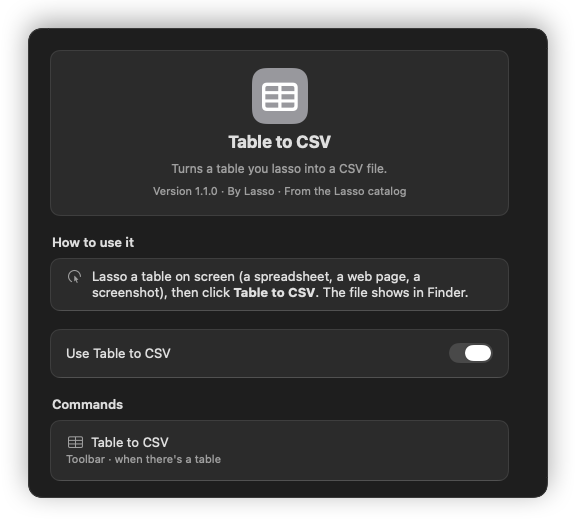 Table to CSV
Turns a table you lasso into a CSV file.
Version 1.1.0 · By Lasso · From the Lasso catalog
How to use it
Lasso a table on screen (a spreadsheet, a web page, a
screenshot), then click Table to CSV. The file shows in Finder.
Use Table to CSV
Commands
Table to CSV
Toolbar · when there's a table